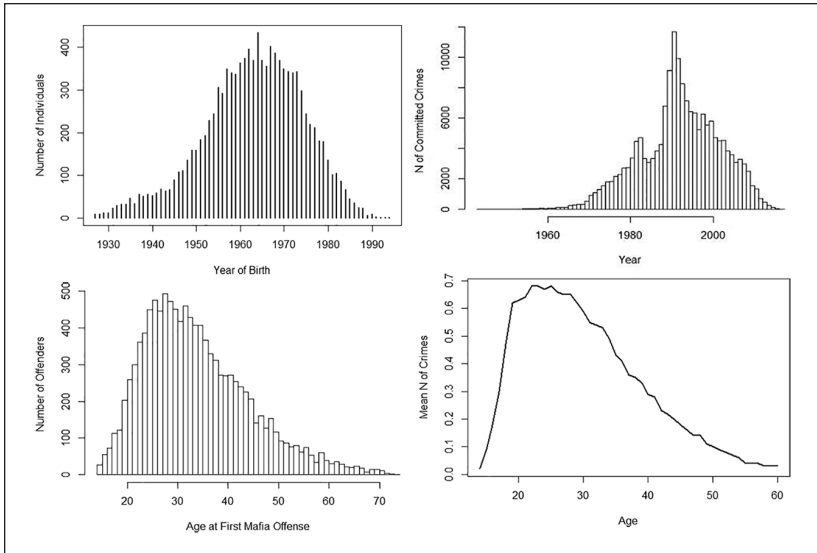 400
300
200
100
0
Number of Individuals
1930 1940 1950 1960 1970 1980 1990
Year of Birth
10000
6000
2000
0
N of Committed Crimes
1960 1980 2000
Year
500
400
300
200
100
0
Number of Offenders
20 30 40 50 60 70
Age at First Mafia Offense
0.7
0.6
0.5
0.4
0.3
0.2
0.1
0.0
Mean N of Crimes
20 30 40 50 60
Age